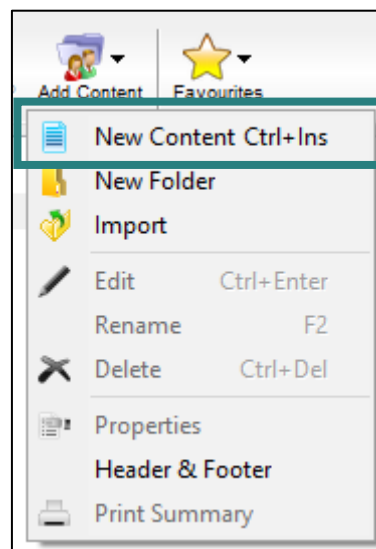 Add Content Favourites
New Content Ctrl+Ins
New Folder
Import
Edit Ctrl+Enter
Rename F2
Delete Ctrl+Del
Properties
Header & Footer
Print Summary